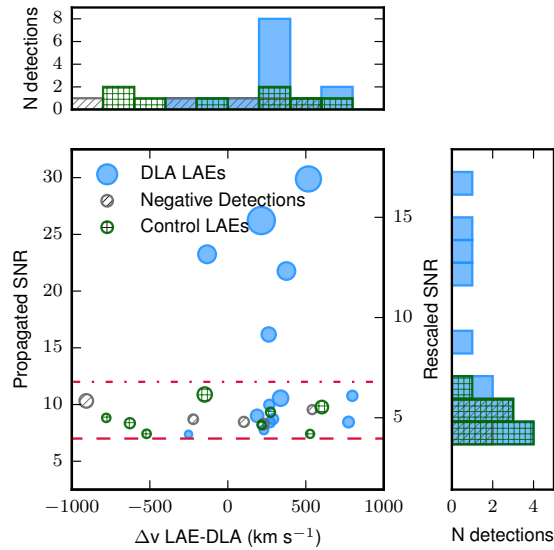 8
6
4
2
0
N detections
30
25
20
15
10
5
Propagated SNR
DLA LAEs
Negative Detections
Control LAEs
15
10
5
Rescaled SNR
−1000
−500
0
500
1000
Δv LAE-DLA (km s⁻¹)
0
2
4
N detections